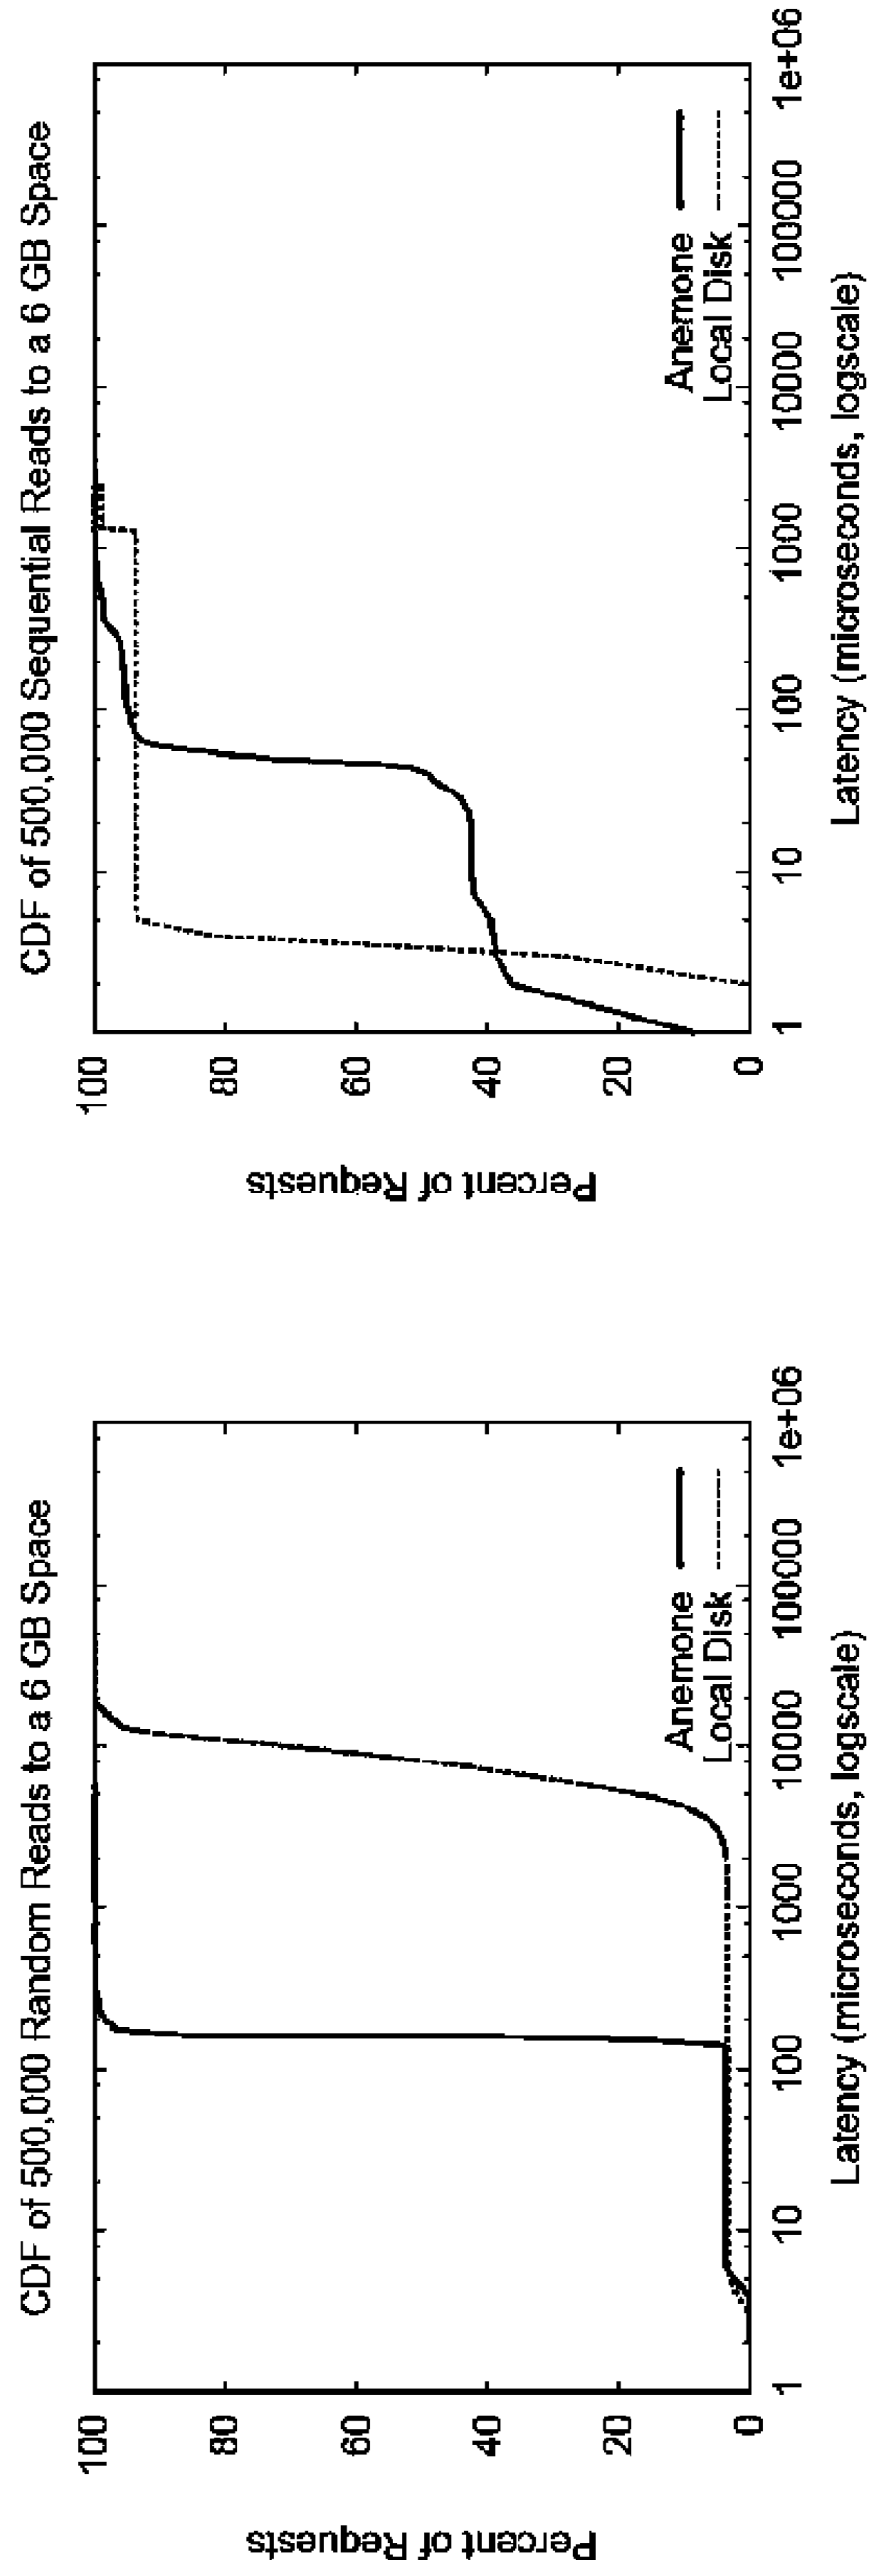 CDF of 500,000 Random Reads to a 6 GB Space
Percent of Requests
100
80
60
40
20
0
Anemone
Local Disk
1
10
100
1000
10000
100000
1e+06
Latency (microseconds, logscale)
CDF of 500,000 Sequential Reads to a 6 GB Space
Percent of Requests
100
80
60
40
20
0
Anemone
Local Disk
1
10
100
1000
10000
100000
1e+06
Latency (microseconds, logscale)